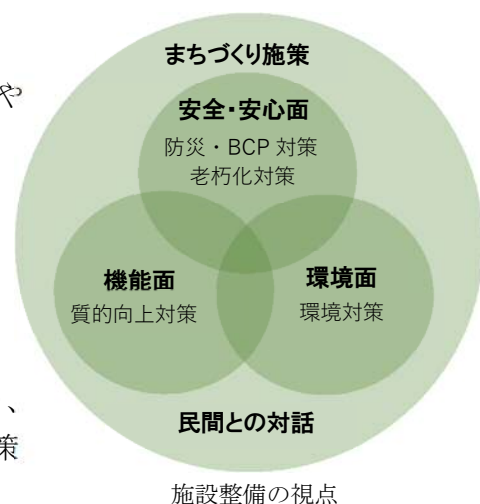 まちづくり施策
や
安全・安心面
防災・BCP 対策
老朽化対策
機能面
質的向上対策
環境面
環境対策
、
民間との対話
策
施設整備の視点